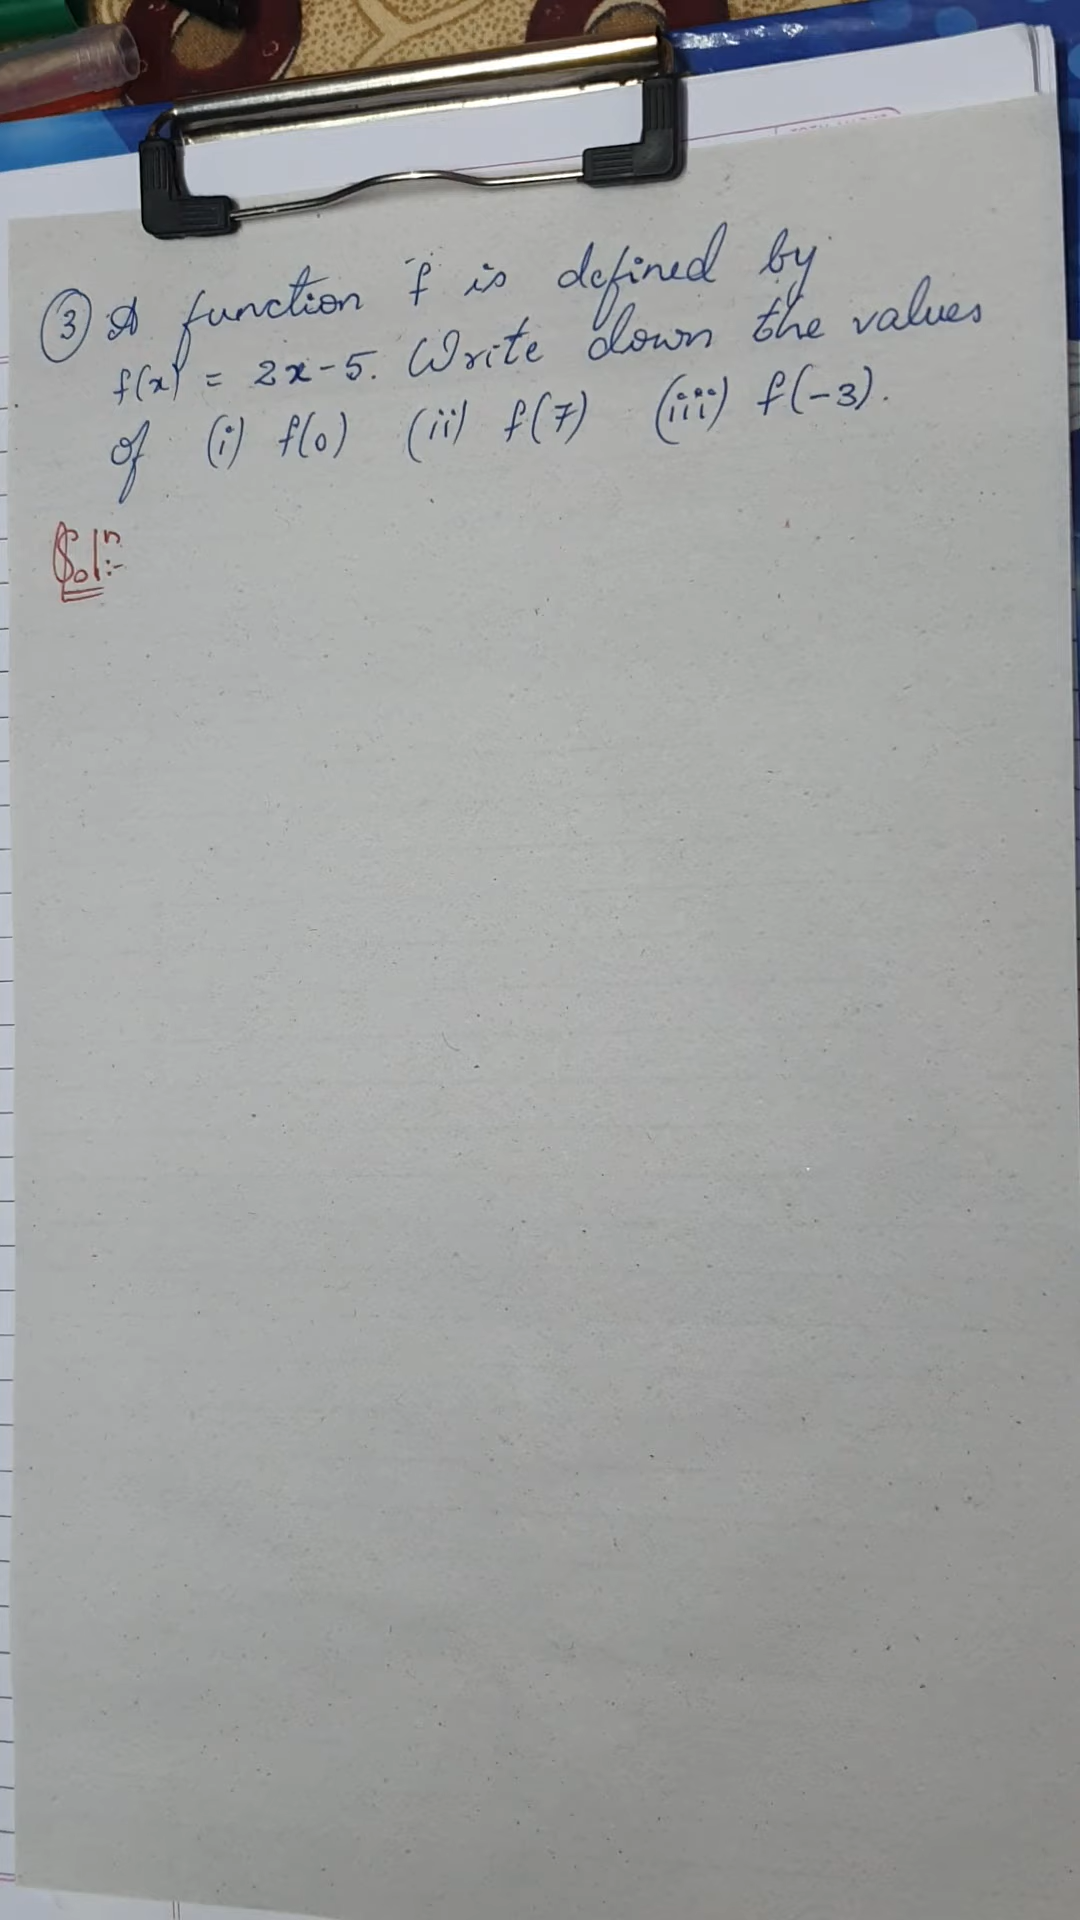 ③ A function f is defined by
f(x) = 2x-5. Write down the values
of (i) f(0) (ii) f(7) (iii) f(-3).
Solⁿ:-